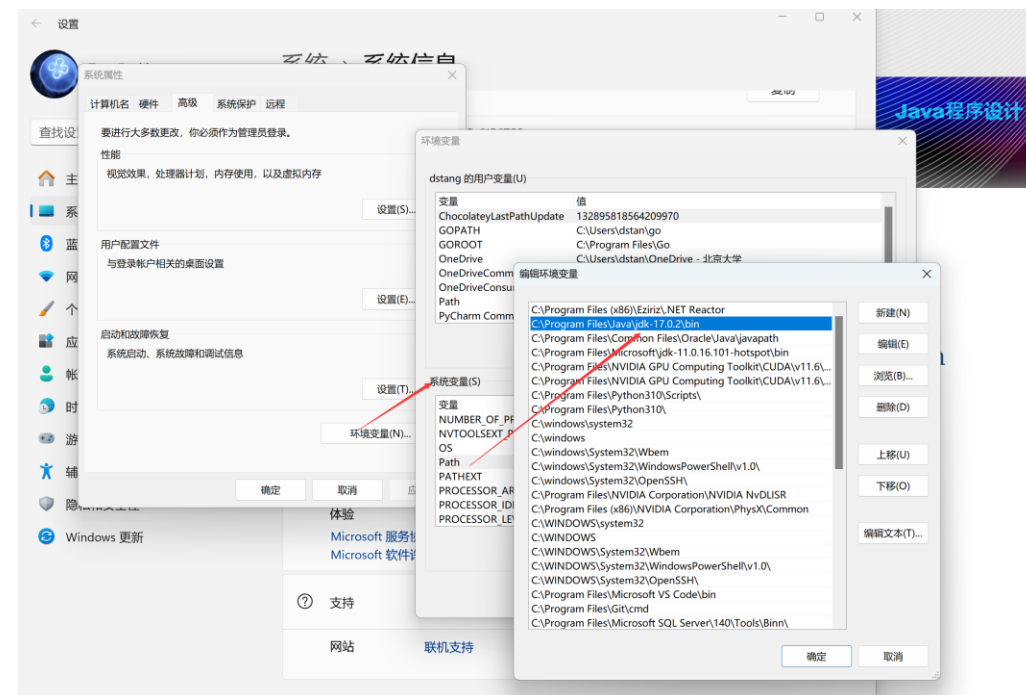 设置
系统 › 系统信息
复制
Java程序设计
系统属性
计算机名 硬件 高级 系统保护 远程
要进行大多数更改，你必须作为管理员登录。
性能
视觉效果，处理器计划，内存使用，以及虚拟内存
设置(S)...
用户配置文件
与登录帐户相关的桌面设置
设置(E)...
启动和故障恢复
系统启动、系统故障和调试信息
设置(T)...
环境变量(N)...
确定
取消
查找设
主
系
蓝
网
个
应
帐
时
游
辅
Windows 更新
体验
Microsoft 服务协
Microsoft 软件许
支持
网站
联机支持
环境变量
dstang 的用户变量(U)
变量 值
ChocolateyLastPathUpdate 132895818564209970
GOPATH C:\Users\dstan\go
GOROOT C:\Program Files\Go
OneDrive C:\Users\dstan\OneDrive - 北京大学
OneDriveComm
OneDriveConsu
Path
PyCharm Comm
系统变量(S)
变量
NUMBER_OF_PR
NVTOOLSEXT_P
OS
Path
PATHEXT
PROCESSOR_AR
PROCESSOR_IDE
PROCESSOR_LEV
编辑环境变量
C:\Program Files (x86)\Eziriz\.NET Reactor
C:\Program Files\Java\jdk-17.0.2\bin
C:\Program Files\Common Files\Oracle\Java\javapath
C:\Program Files\Microsoft\jdk-11.0.16.101-hotspot\bin
C:\Program Files\NVIDIA GPU Computing Toolkit\CUDA\v11.6\...
C:\Program Files\NVIDIA GPU Computing Toolkit\CUDA\v11.6\...
C:\Program Files\Python310\Scripts\
C:\Program Files\Python310\
C:\windows\system32
C:\windows
C:\windows\System32\Wbem
C:\windows\System32\WindowsPowerShell\v1.0\
C:\windows\System32\OpenSSH\
C:\Program Files\NVIDIA Corporation\NVIDIA NvDLISR
C:\Program Files (x86)\NVIDIA Corporation\PhysX\Common
C:\WINDOWS\system32
C:\WINDOWS
C:\WINDOWS\System32\Wbem
C:\WINDOWS\System32\WindowsPowerShell\v1.0\
C:\WINDOWS\System32\OpenSSH\
C:\Program Files\Microsoft VS Code\bin
C:\Program Files\Git\cmd
C:\Program Files\Microsoft SQL Server\140\Tools\Binn\
新建(N)
编辑(E)
浏览(B)...
删除(D)
上移(U)
下移(O)
编辑文本(T)...
确定
取消